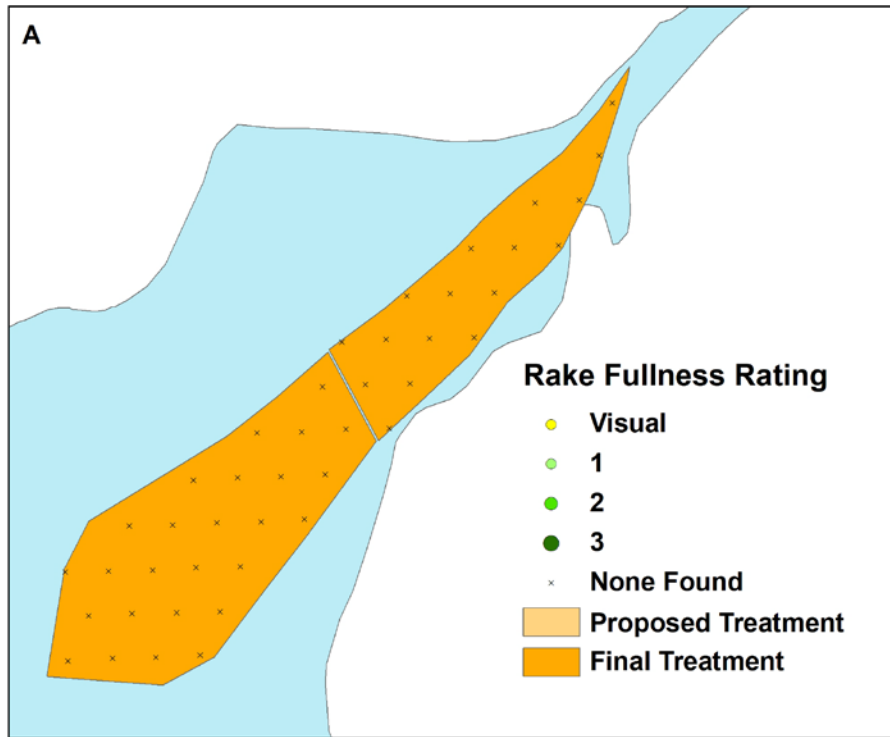 A
Rake Fullness Rating
Visual
1
2
3
None Found
Proposed Treatment
Final Treatment